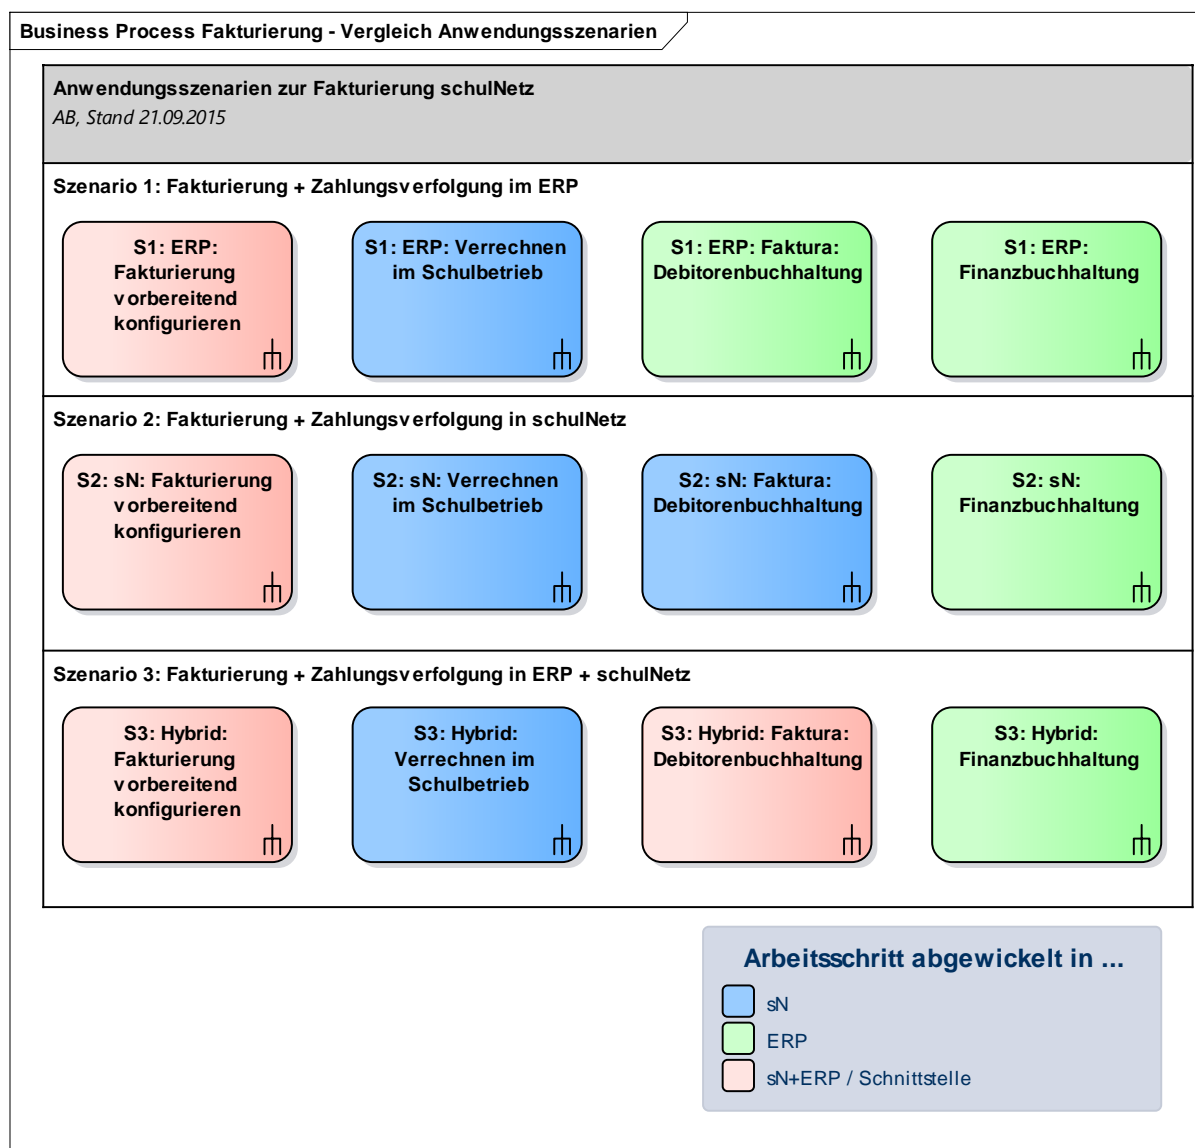 Business Process Fakturierung - Vergleich Anwendungsszenarien
Anwendungsszenarien zur Fakturierung schulNetz
AB, Stand 21.09.2015
Szenario 1: Fakturierung + Zahlungsverfolgung im ERP
S1: ERP:
Fakturierung
vorbereitend
konfigurieren
S1: ERP: Verrechnen
im Schulbetrieb
S1: ERP: Faktura:
Debitorenbuchhaltung
S1: ERP:
Finanzbuchhaltung
Szenario 2: Fakturierung + Zahlungsverfolgung in schulNetz
S2: sN: Fakturierung
vorbereitend
konfigurieren
S2: sN: Verrechnen
im Schulbetrieb
S2: sN: Faktura:
Debitorenbuchhaltung
S2: sN:
Finanzbuchhaltung
Szenario 3: Fakturierung + Zahlungsverfolgung in ERP + schulNetz
S3: Hybrid:
Fakturierung
vorbereitend
konfigurieren
S3: Hybrid:
Verrechnen im
Schulbetrieb
S3: Hybrid: Faktura:
Debitorenbuchhaltung
S3: Hybrid:
Finanzbuchhaltung
Arbeitsschritt abgewickelt in ...
sN
ERP
sN+ERP / Schnittstelle